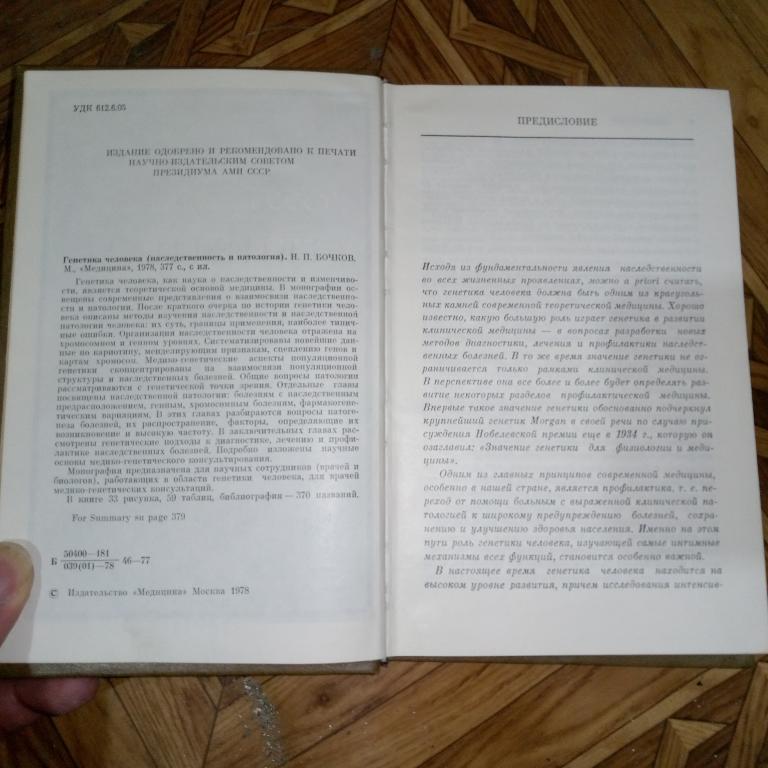 УДК 612.6.05
ИЗДАНИЕ ОДОБРЕНО И РЕКОМЕНДОВАНО К ПЕЧАТИ
НАУЧНО-ИЗДАТЕЛЬСКИМ СОВЕТОМ
ПРЕЗИДИУМА АМН СССР
Генетика человека (наследственность и патология). Н. П. БОЧКОВ.
М., «Медицина», 1978, 377 с., с ил.
Генетика человека, как наука о наследственности и изменчиво-
сти, является теоретической основой медицины. В монографии ос-
вещены современные представления о взаимосвязи наследственно-
сти и патологии. После краткого очерка по истории генетики чело-
века описаны методы изучения наследственности и наследственной
патологии человека: их суть, границы применения, наиболее типич-
ные ошибки. Организация наследственности человека отражена на
хромосомном и генном уровнях. Систематизированы новейшие дан-
ные по кариотипу, менделирующим признакам, сцеплению генов и
картам хромосом. Медико-генетические аспекты популяционной
генетики сконцентрированы на взаимосвязи популяционной
структуры и наследственных болезней. Общие вопросы патологии
рассматриваются с генетической точки зрения. Отдельные главы
посвящены наследственной патологии: болезням с наследственным
предрасположением, генным, хромосомным болезням, фармакогене-
тическим вариациям. В этих главах разбираются вопросы патоге-
неза болезней, их распространение, факторы, определяющие их
возникновение и высокую частоту. В заключительных главах рас-
смотрены генетические подходы к диагностике, лечению и профи-
лактике наследственных болезней. Подробно изложены научные
основы медико-генетического консультирования.
Монография предназначена для научных сотрудников (врачей и
биологов), работающих в области генетики человека, для врачей
медико-генетических консультаций.
В книге 33 рисунка, 59 таблиц, библиография — 370 названий.
For Summary su page 379
Б 50400—181 46—77
039(01)—78
© Издательство «Медицина» Москва 1978
ПРЕДИСЛОВИЕ
Исходя из фундаментальности явления наследственности
во всех жизненных проявлениях, можно a priori считать,
что генетика человека должна быть одним из краеуголь-
ных камней современной теоретической медицины. Хорошо
известно, какую большую роль играет генетика в развитии
клинической медицины — в вопросах разработки новых
методов диагностики, лечения и профилактики наследст-
венных болезней. В то же время значение генетики не ог-
раничивается только рамками клинической медицины.
В перспективе она все более и более будет определять раз-
витие некоторых разделов профилактической медицины.
Впервые такое значение генетики обоснованно подчеркнул
крупнейший генетик Morgan в своей речи по случаю при-
суждения Нобелевской премии еще в 1934 г., которую он
озаглавил: «Значение генетики для физиологии и меди-
цины».
Одним из главных принципов современной медицины,
особенно в нашей стране, является профилактика, т. е. пе-
реход от помощи больным с выраженной клинической па-
тологией к широкому предупреждению болезней, сохра-
нению и улучшению здоровья населения. Именно на этом
пути роль генетики человека, изучающей самые интимные
механизмы всех функций, становится особенно важной.
В настоящее время генетика человека находится на
высоком уровне развития, причем исследования интенсив-